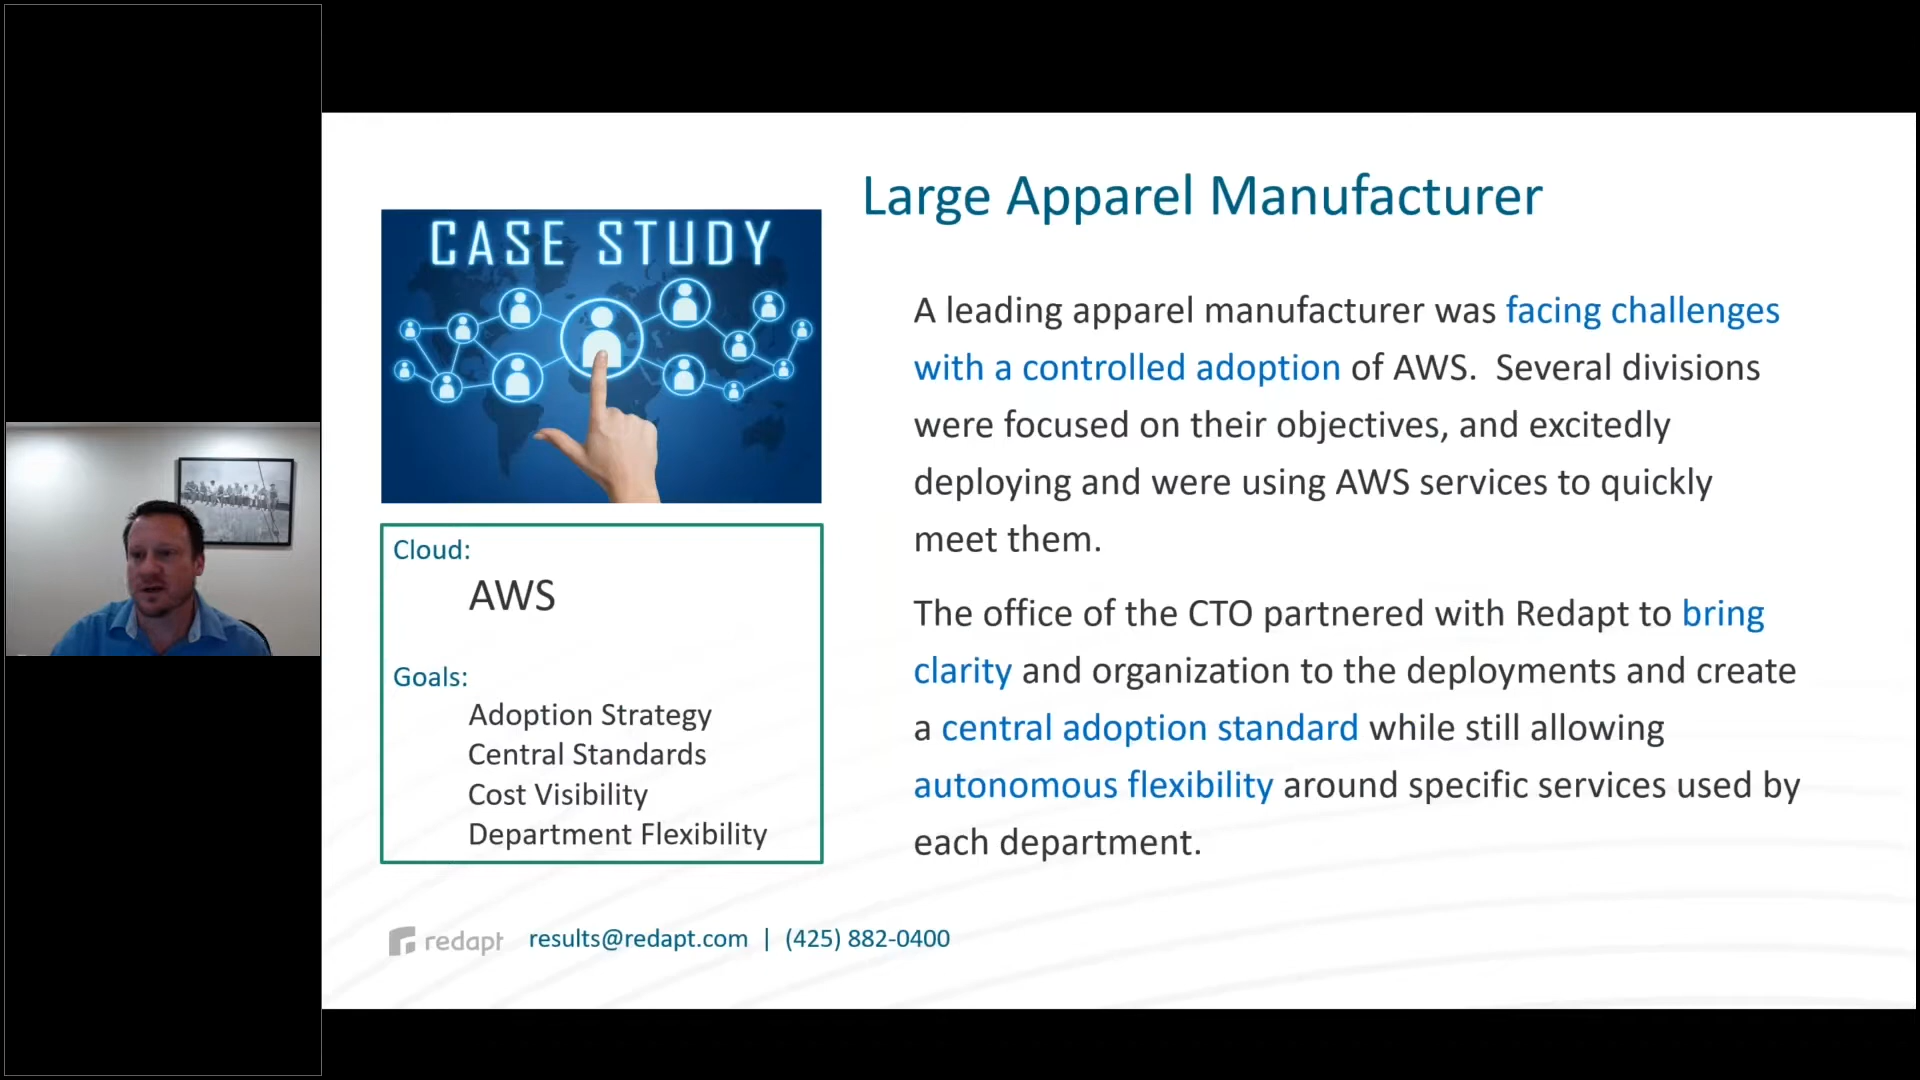 CASE STUDY
Cloud:
AWS
Goals:
Adoption Strategy
Central Standards
Cost Visibility
Department Flexibility
Large Apparel Manufacturer
A leading apparel manufacturer was facing challenges
with a controlled adoption of AWS.  Several divisions
were focused on their objectives, and excitedly
deploying and were using AWS services to quickly
meet them.
The office of the CTO partnered with Redapt to bring
clarity and organization to the deployments and create
a central adoption standard while still allowing
autonomous flexibility around specific services used by
each department.
redapt results@redapt.com | (425) 882-0400